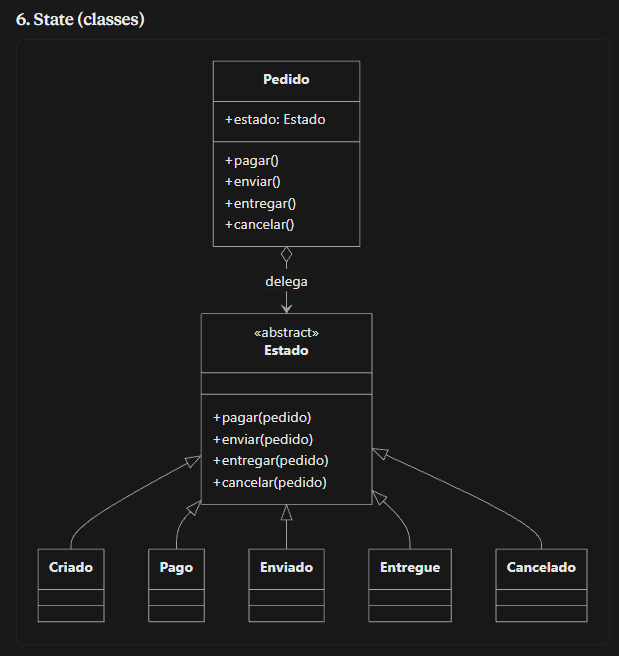 6. State (classes)
Pedido
+estado: Estado
+pagar()
+enviar()
+entregar()
+cancelar()
delega
«abstract»
Estado
+pagar(pedido)
+enviar(pedido)
+entregar(pedido)
+cancelar(pedido)
Criado
Pago
Enviado
Entregue
Cancelado